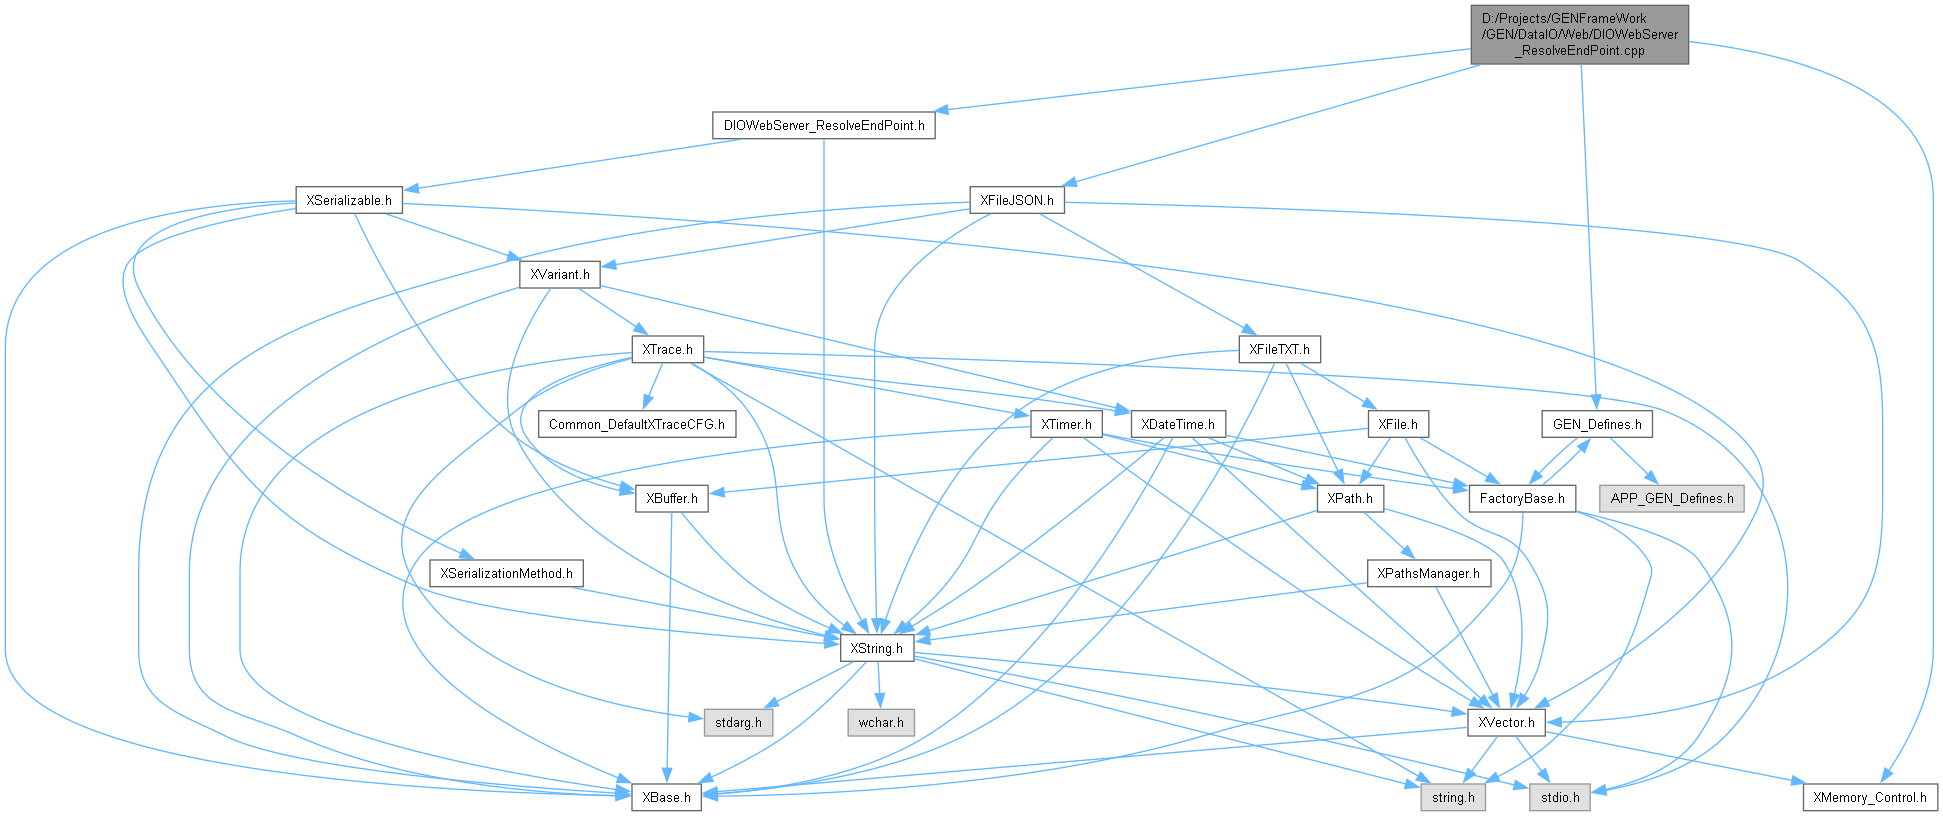 D:/Projects/GENFrameWork
/GEN/DataIO/Web/DIOWebServer
_ResolveEndPoint.cpp
DIOWebServer_ResolveEndPoint.h
XSerializable.h
XFileJSON.h
XVariant.h
XTrace.h
XFileTXT.h
Common_DefaultXTraceCFG.h
XTimer.h
XDateTime.h
XFile.h
GEN_Defines.h
XBuffer.h
XPath.h
FactoryBase.h
APP_GEN_Defines.h
XSerializationMethod.h
XPathsManager.h
XString.h
stdarg.h
wchar.h
XVector.h
XBase.h
string.h
stdio.h
XMemory_Control.h